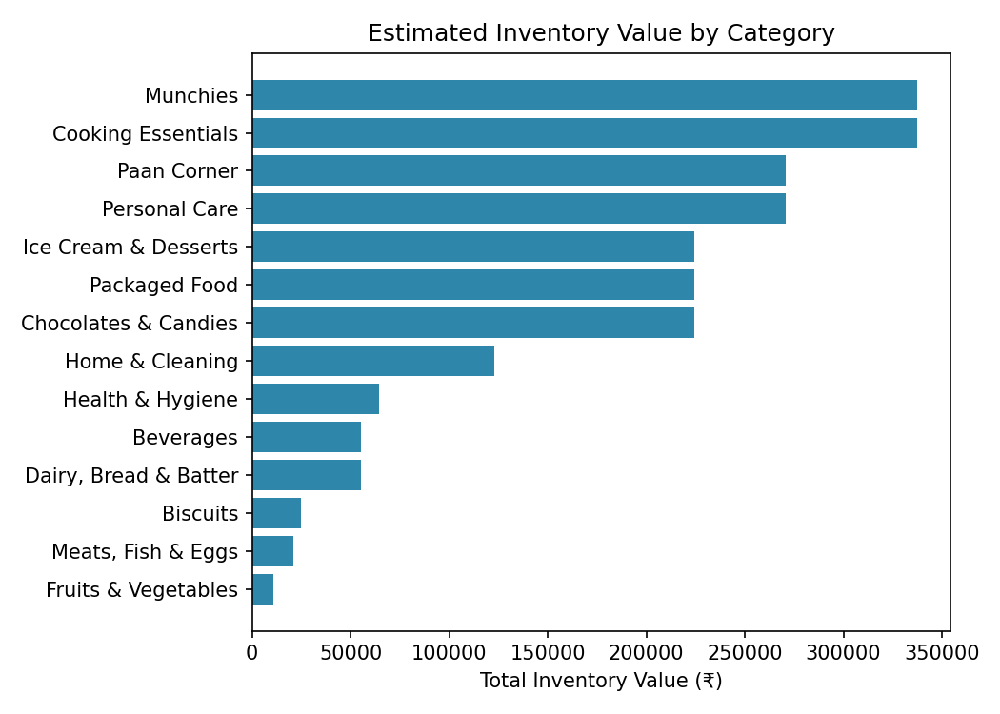 Estimated Inventory Value by Category
Munchies
Cooking Essentials
Paan Corner
Personal Care
Ice Cream & Desserts
Packaged Food
Chocolates & Candies
Home & Cleaning
Health & Hygiene
Beverages
Dairy, Bread & Batter
Biscuits
Meats, Fish & Eggs
Fruits & Vegetables
0 50000 100000 150000 200000 250000 300000 350000
Total Inventory Value (₹)